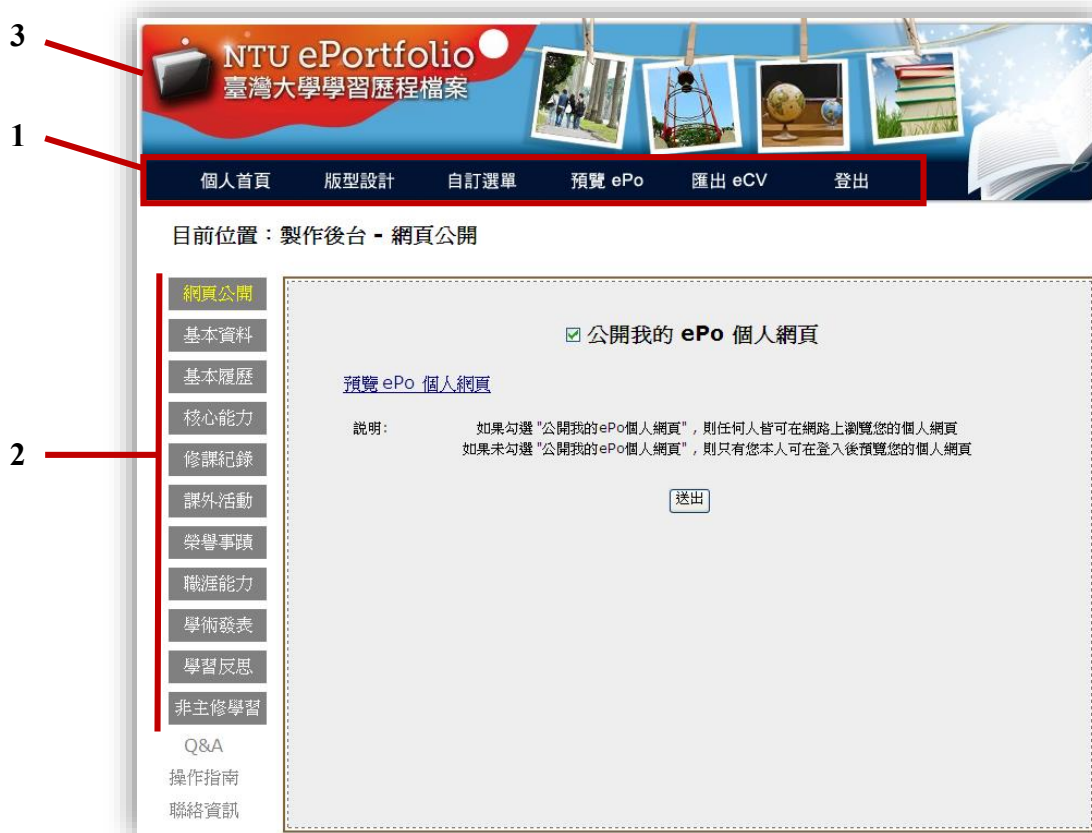 3
NTU ePortfolio
臺灣大學學習歷程檔案
1
個人首頁 版型設計 自訂選單 預覽 ePo 匯出 eCV 登出
目前位置：製作後台 - 網頁公開
網頁公開
基本資料
基本履歷
核心能力
2
修課紀錄
課外活動
榮譽事蹟
職涯能力
學術發表
學習反思
非主修學習
Q&A
操作指南
聯絡資訊
公開我的 ePo 個人網頁
預覽 ePo 個人網頁
說明: 如果勾選 "公開我的ePo個人網頁"，則任何人皆可在網路上瀏覽您的個人網頁
如果未勾選 "公開我的ePo個人網頁"，則只有您本人可在登入後預覽您的個人網頁
送出